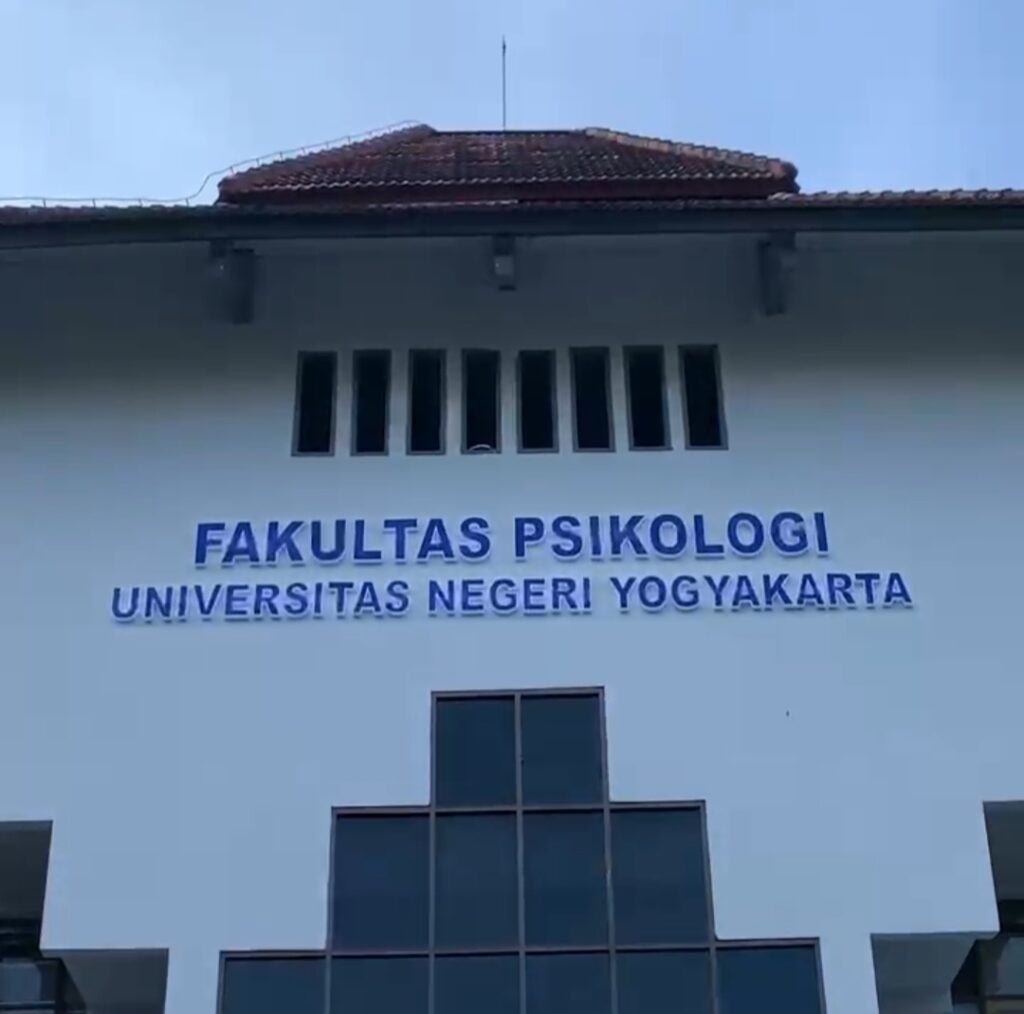 FAKULTAS PSIKOLOGI
UNIVERSITAS NEGERI YOGYAKARTA